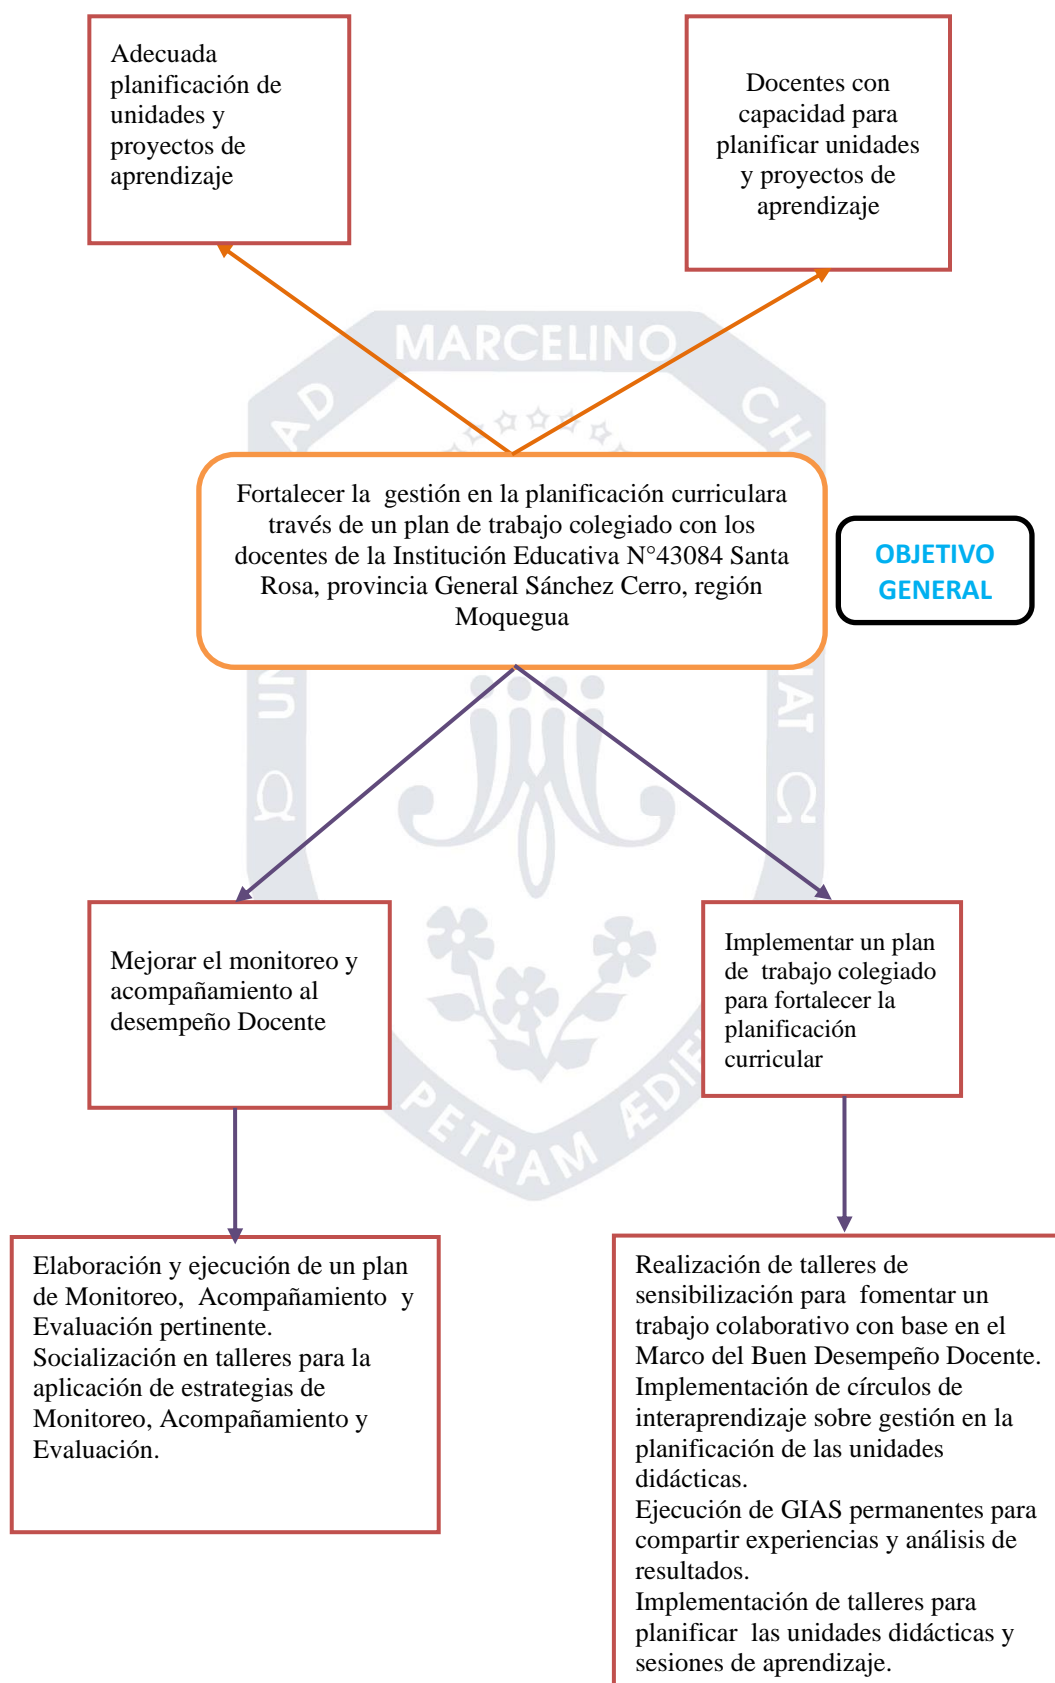 Adecuada
planificación de
unidades y
proyectos de
aprendizaje
Docentes con
capacidad para
planificar unidades
y proyectos de
aprendizaje
MARCELINO
AD
CH
Fortalecer la  gestión en la planificación curriculara
través de un plan de trabajo colegiado con los
docentes de la Institución Educativa N°43084 Santa
Rosa, provincia General Sánchez Cerro, región
Moquegua
OBJETIVO
GENERAL
UN
IAT
Ω
Ω
Mejorar el monitoreo y
acompañamiento al
desempeño Docente
Implementar un plan
de  trabajo colegiado
para fortalecer la
planificación
curricular
PETRAM ÆDIF
Elaboración y ejecución de un plan
de Monitoreo,  Acompañamiento  y
Evaluación pertinente.
Socialización en talleres para la
aplicación de estrategias de
Monitoreo, Acompañamiento y
Evaluación.
Realización de talleres de
sensibilización para  fomentar un
trabajo colaborativo con base en el
Marco del Buen Desempeño Docente.
Implementación de círculos de
interaprendizaje sobre gestión en la
planificación de las unidades
didácticas.
Ejecución de GIAS permanentes para
compartir experiencias y análisis de
resultados.
Implementación de talleres para
planificar  las unidades didácticas y
sesiones de aprendizaje.